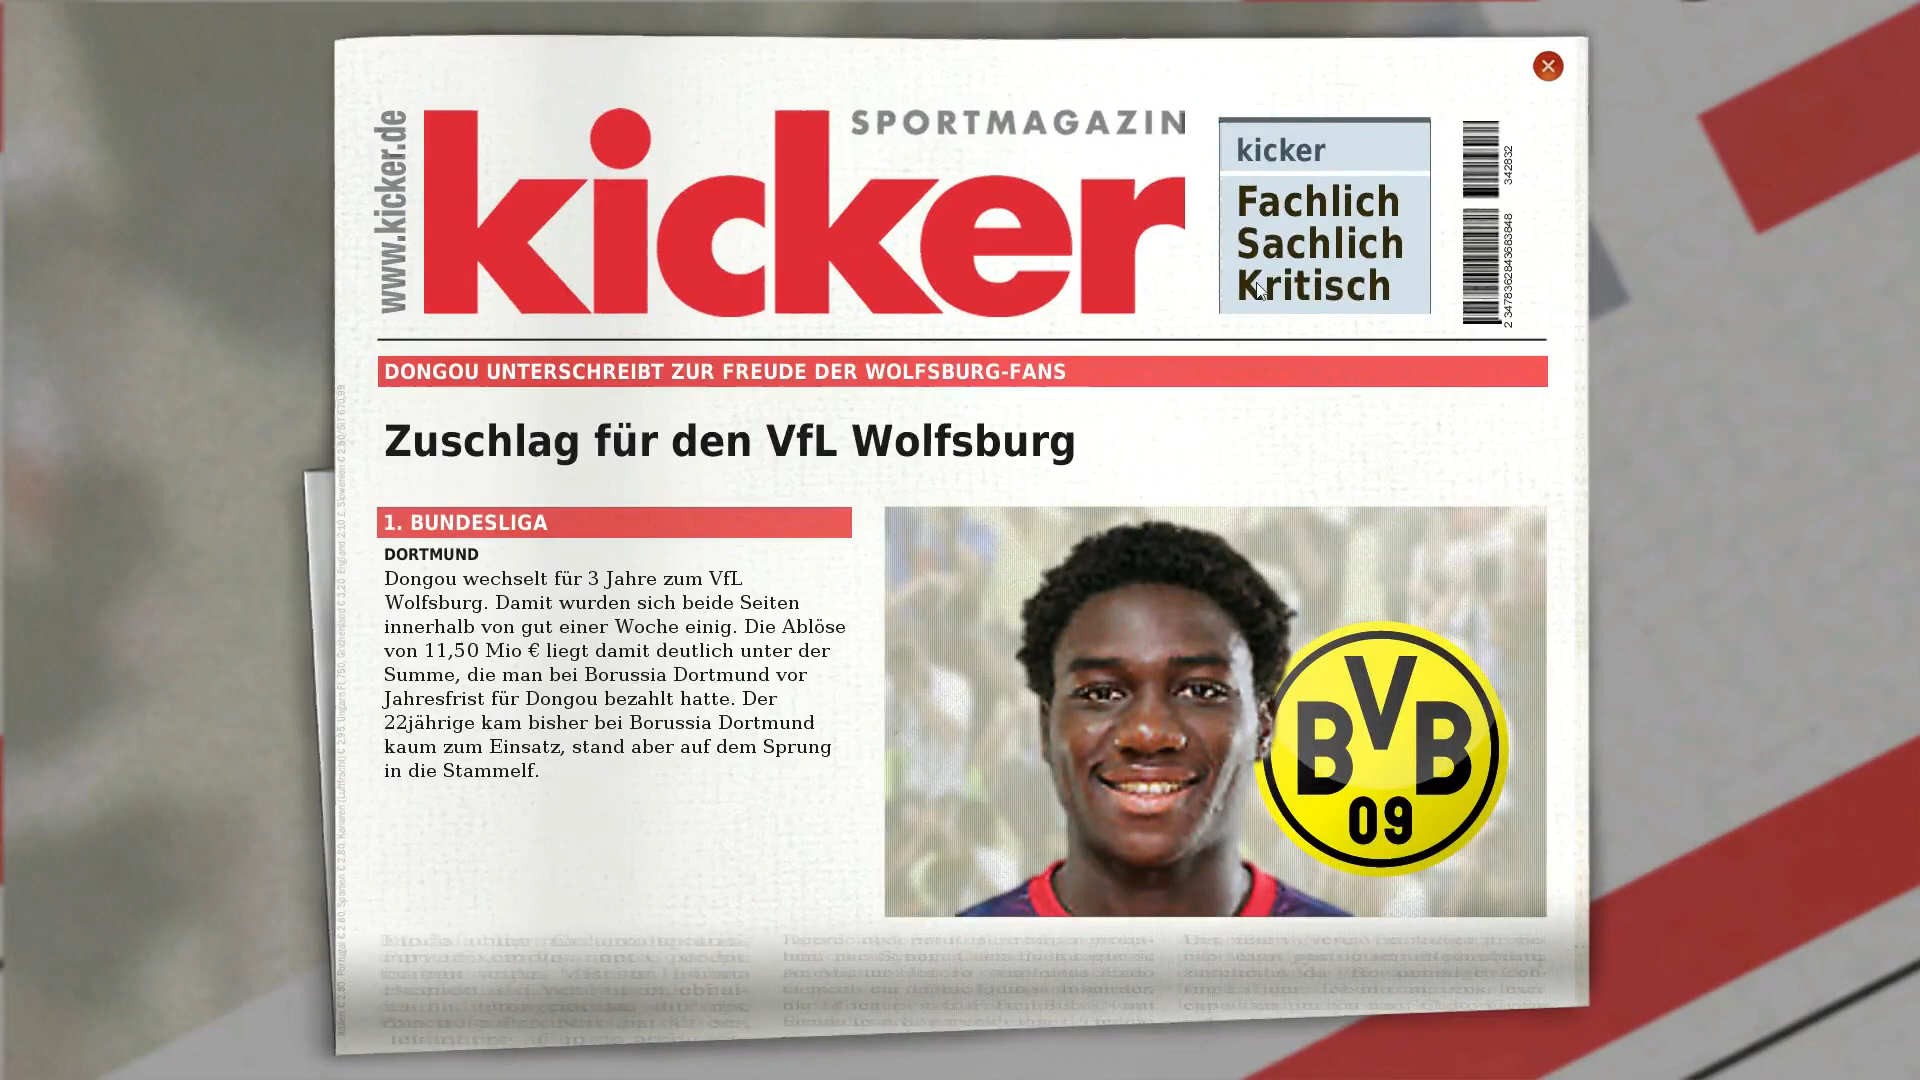 www.kicker.de
SPORTMAGAZIN
kicker
kicker
Fachlich
Sachlich
Kritisch
342832
2 3478362843683848
DONGOU UNTERSCHREIBT ZUR FREUDE DER WOLFSBURG-FANS
Zuschlag für den VfL Wolfsburg
1. BUNDESLIGA
DORTMUND
Dongou wechselt für 3 Jahre zum VfL
Wolfsburg. Damit wurden sich beide Seiten
innerhalb von gut einer Woche einig. Die Ablöse
von 11,50 Mio € liegt damit deutlich unter der
Summe, die man bei Borussia Dortmund vor
Jahresfrist für Dongou bezahlt hatte. Der
22jährige kam bisher bei Borussia Dortmund
kaum zum Einsatz, stand aber auf dem Sprung
in die Stammelf.
BVB
09